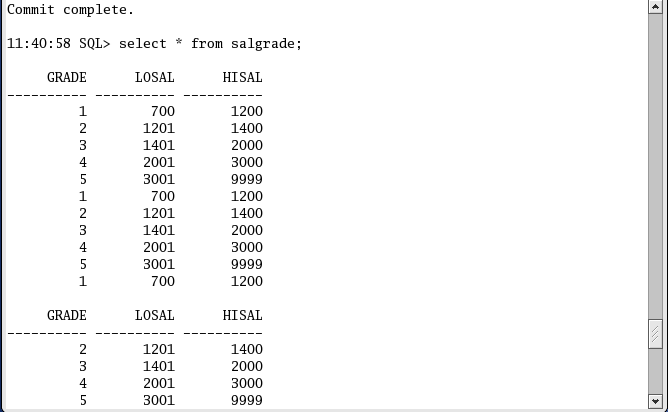 Commit complete.
11:40:58 SQL> select * from salgrade;
GRADE LOSAL HISAL
---------- ---------- ----------
1 700 1200
2 1201 1400
3 1401 2000
4 2001 3000
5 3001 9999
1 700 1200
2 1201 1400
3 1401 2000
4 2001 3000
5 3001 9999
1 700 1200
GRADE LOSAL HISAL
---------- ---------- ----------
2 1201 1400
3 1401 2000
4 2001 3000
5 3001 9999